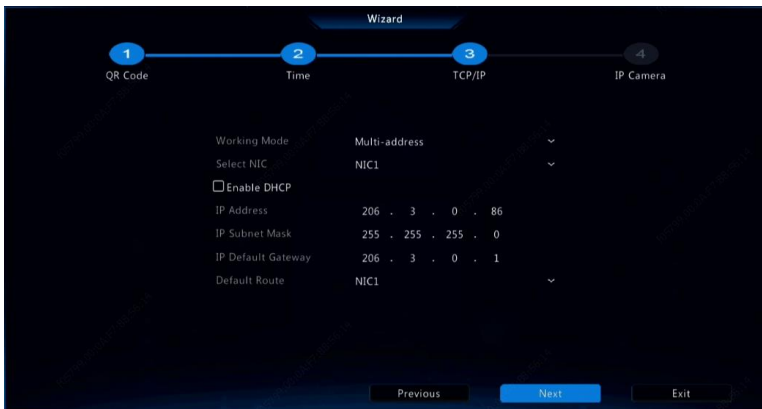 Wizard
1 2 3 4
QR Code Time TCP/IP IP Camera
Working Mode Multi-address
Select NIC NIC1
Enable DHCP
IP Address 206 . 3 . 0 . 86
IP Subnet Mask 255 . 255 . 255 . 0
IP Default Gateway 206 . 3 . 0 . 1
Default Route NIC1
Previous Next Exit